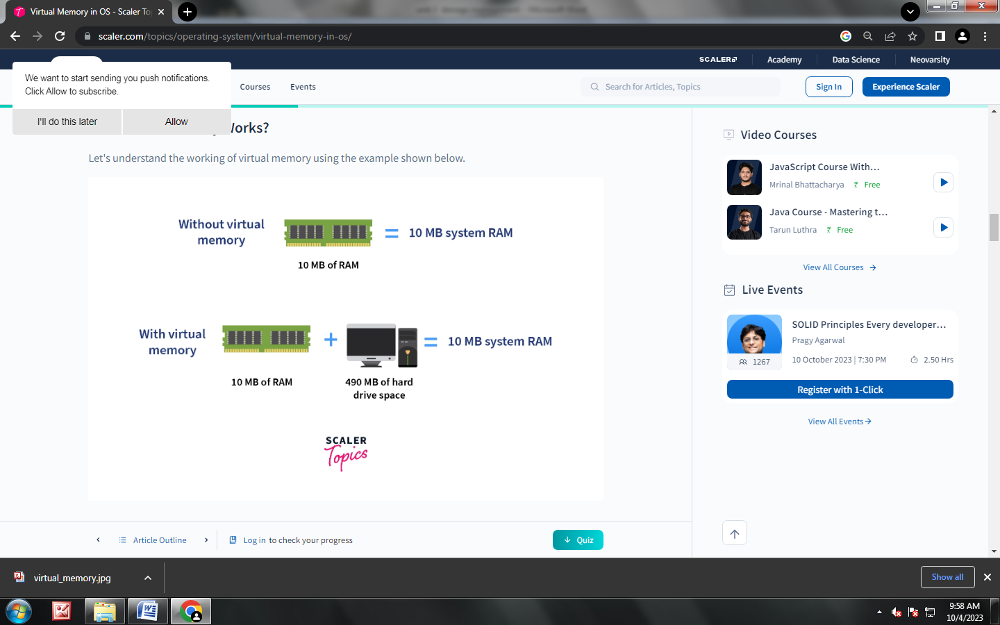 Virtual Memory in OS - Scaler To
scaler.com/topics/operating-system/virtual-memory-in-os/
SCALER
Academy
Data Science
Neovarsity
We want to start sending you push notifications.
Click Allow to subscribe.
I'll do this later
Allow
Courses
Events
Search for Articles, Topics
Sign In
Experience Scaler
Works?
Let's understand the working of virtual memory using the example shown below.
Without virtual
memory
10 MB of RAM
=
10 MB system RAM
With virtual
memory
10 MB of RAM
+
490 MB of hard
drive space
=
10 MB system RAM
SCALER
Topics
Video Courses
JavaScript Course With...
Mrinal Bhattacharya
Free
Java Course - Mastering t...
Tarun Luthra
Free
View All Courses →
Live Events
SOLID Principles Every developer...
Pragy Agarwal
1267
10 October 2023 | 7:30 PM
2.50 Hrs
Register with 1-Click
View All Events→
Article Outline
Log in to check your progress
Quiz
virtual_memory.jpg
Show all
9:58 AM
10/4/2023